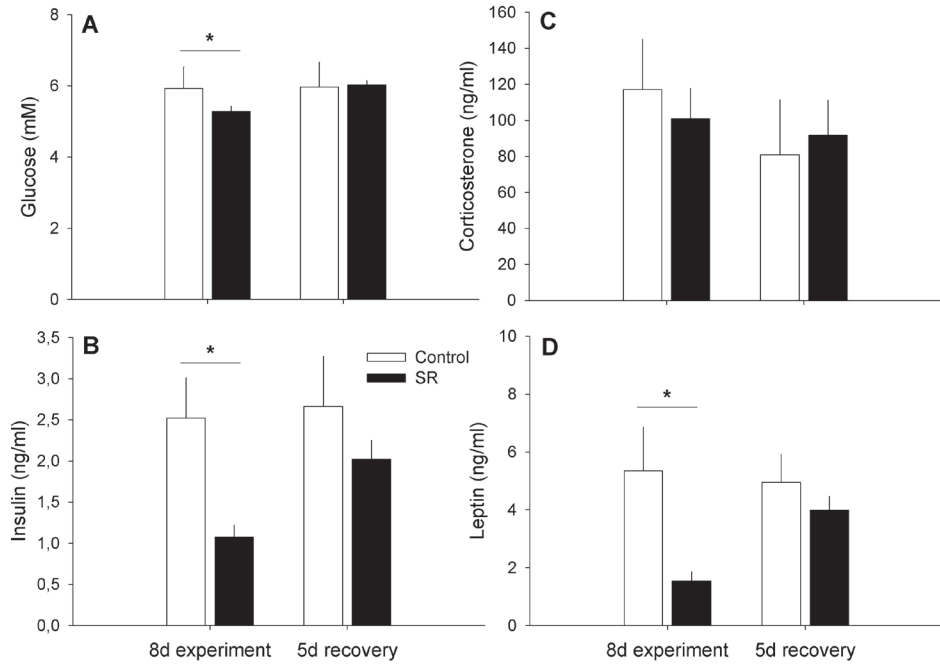 A
*
Glucose (mM)
8
6
4
2
0
C
Corticosterone (ng/ml)
160
140
120
100
80
60
40
20
0
B
*
Control
SR
Insulin (ng/ml)
3,5
3,0
2,5
2,0
1,5
1,0
0,5
0,0
8d experiment
5d recovery
D
*
Leptin (ng/ml)
10
8
6
4
2
0
8d experiment
5d recovery